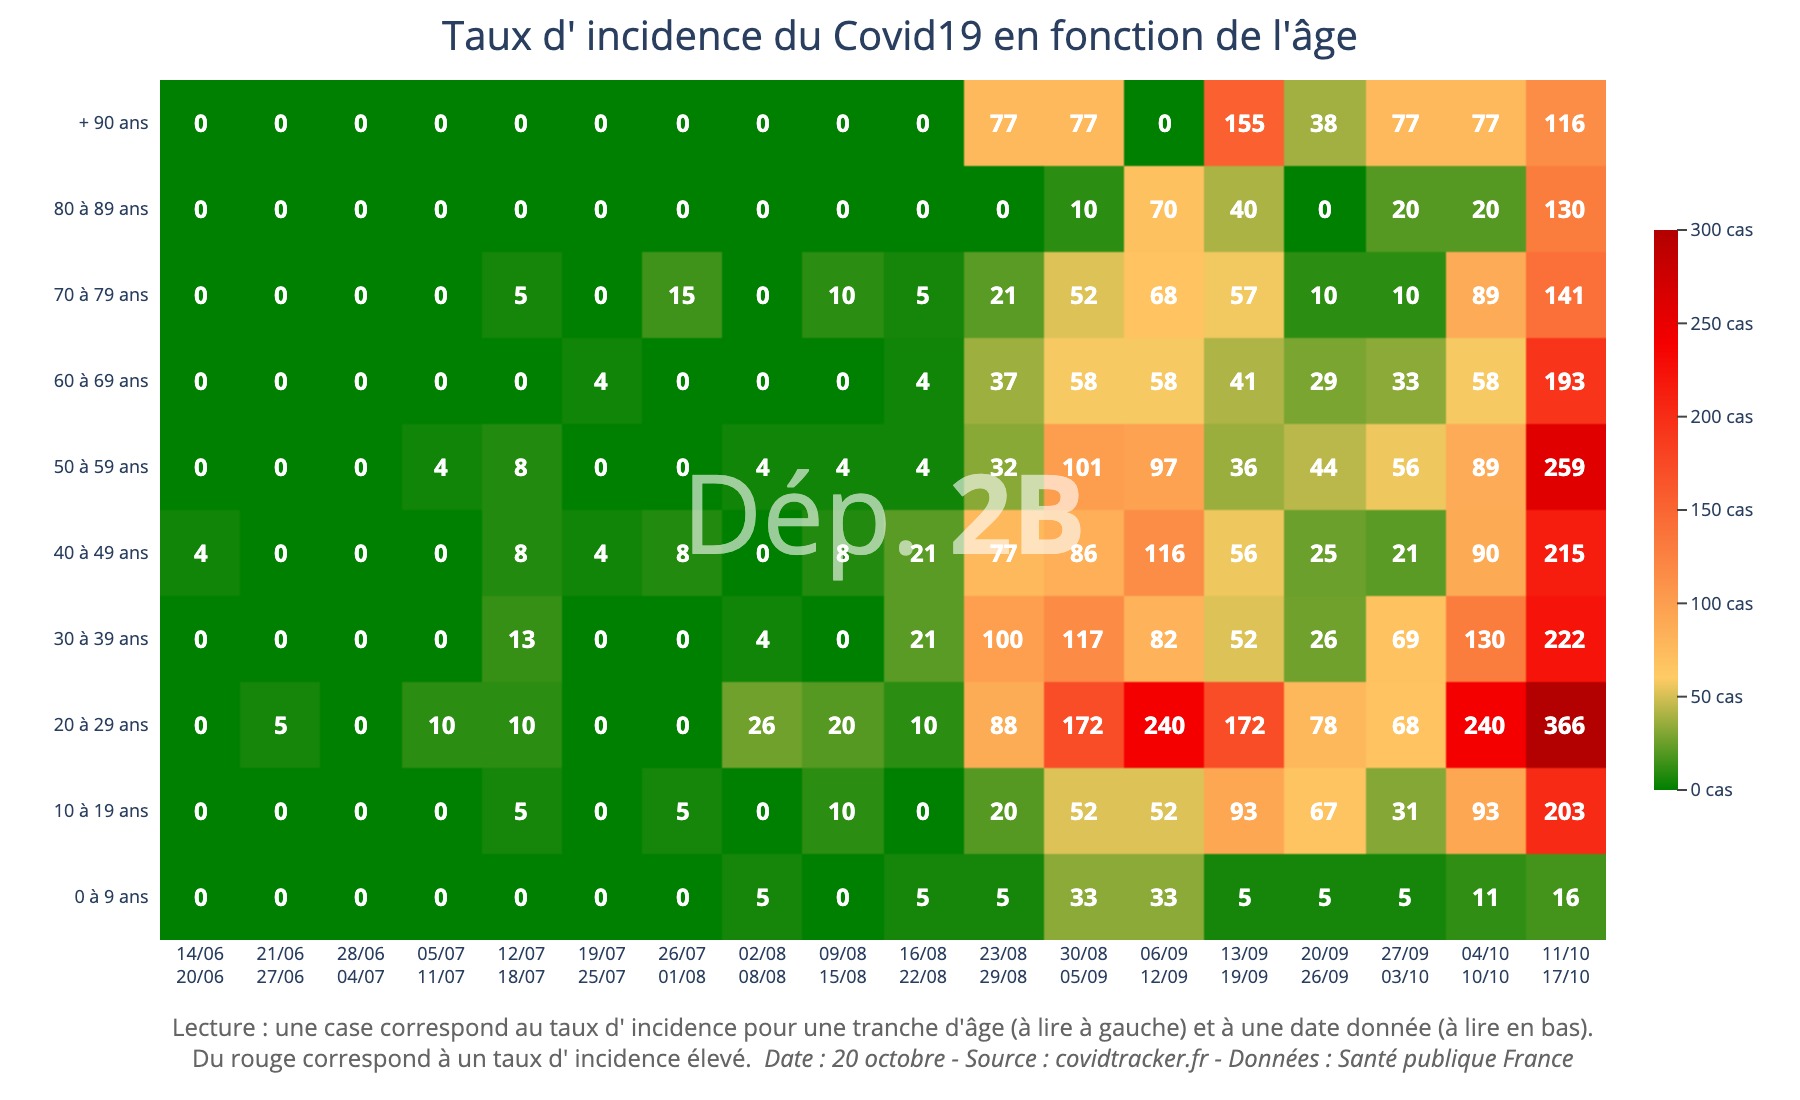 Taux d' incidence du Covid19 en fonction de l'âge
+ 90 ans 0 0 0 0 0 0 0 0 0 0 77 77 0 155 38 77 77 116
80 à 89 ans 0 0 0 0 0 0 0 0 0 0 0 10 70 40 0 20 20 130
300 cas
70 à 79 ans 0 0 0 0 5 0 15 0 10 5 21 52 68 57 10 10 89 141
250 cas
60 à 69 ans 0 0 0 0 0 4 0 0 0 4 37 58 58 41 29 33 58 193
200 cas
50 à 59 ans 0 0 0 4 8 0 0 4 4 4 32 101 97 36 44 56 89 259
Dép. 2B
150 cas
40 à 49 ans 4 0 0 0 8 4 8 0 8 21 77 86 116 56 25 21 90 215
100 cas
30 à 39 ans 0 0 0 0 13 0 0 4 0 21 100 117 82 52 26 69 130 222
50 cas
20 à 29 ans 0 5 0 10 10 0 0 26 20 10 88 172 240 172 78 68 240 366
0 cas
10 à 19 ans 0 0 0 0 5 0 5 0 10 0 20 52 52 93 67 31 93 203
0 à 9 ans 0 0 0 0 0 0 0 5 0 5 5 33 33 5 5 5 11 16
14/06 21/06 28/06 05/07 12/07 19/07 26/07 02/08 09/08 16/08 23/08 30/08 06/09 13/09 20/09 27/09 04/10 11/10
20/06 27/06 04/07 11/07 18/07 25/07 01/08 08/08 15/08 22/08 29/08 05/09 12/09 19/09 26/09 03/10 10/10 17/10
Lecture : une case correspond au taux d' incidence pour une tranche d'âge (à lire à gauche) et à une date donnée (à lire en bas).
Du rouge correspond à un taux d' incidence élevé. Date : 20 octobre - Source : covidtracker.fr - Données : Santé publique France